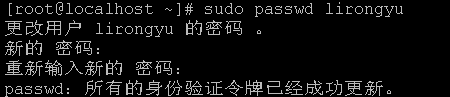 [root@localhost ~]# sudo passwd lirongyu
更改用户 lirongyu 的密码 。
新的 密码：
重新输入新的 密码：
passwd：所有的身份验证令牌已经成功更新。